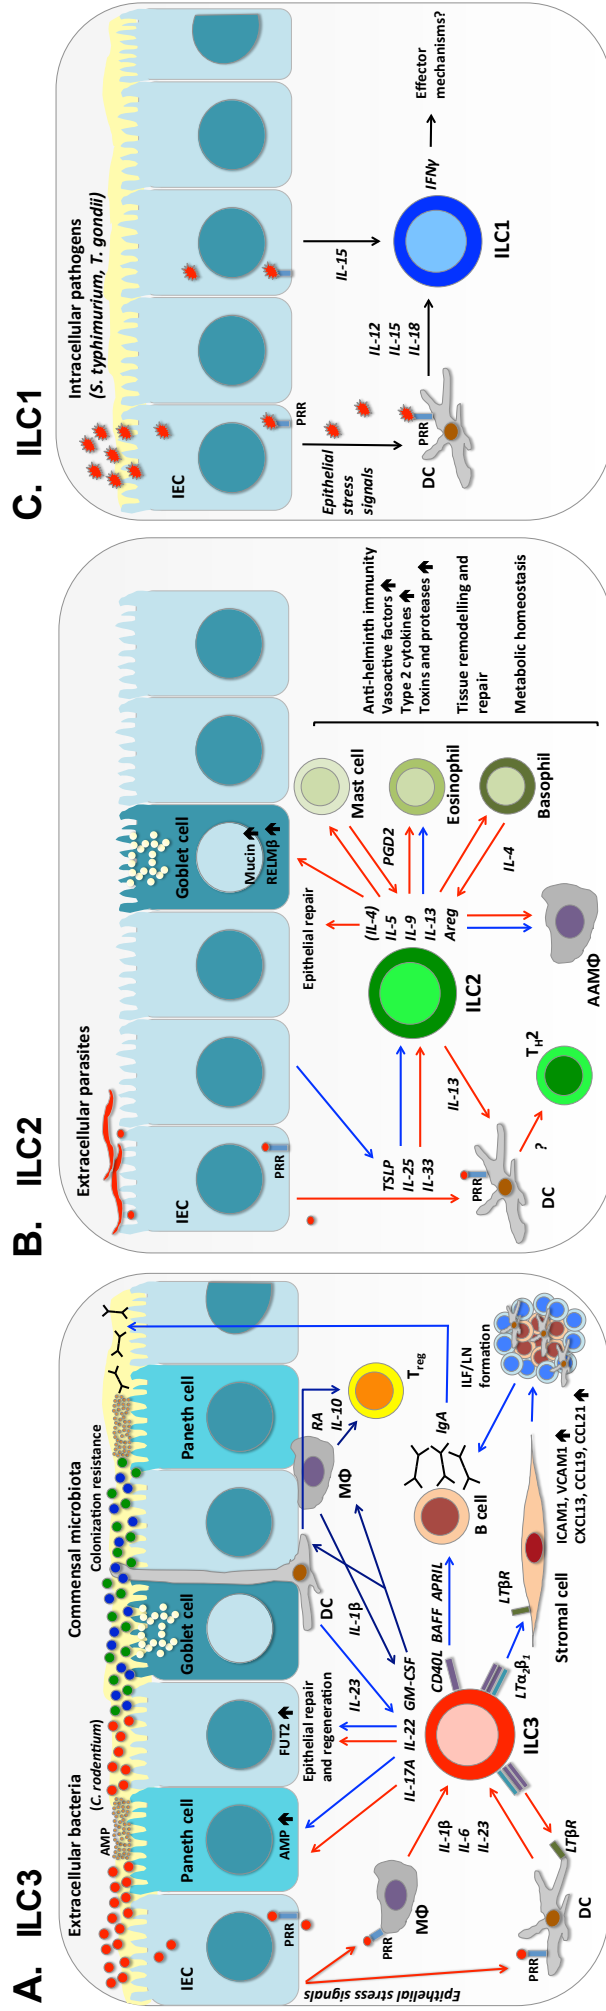 A. ILC3
Extracellular bacteria
(C. rodentium)
Commensal microbiota
AMP
Colonization resistance
IEC
Paneth cell
Goblet cell
Paneth cell
AMP
FUT2
PRR
Epithelial repair
and regeneration
Epithelial stress signals
PRR
MΦ
IL-23
IL-1β
DC
MΦ
RA
IL-10
Treg
IL-17A
IL-22
GM-CSF
IL-1β
IL-6
IL-23
CD40L BAFF APRIL
B cell
IgA
ILC3
LTα2β1
LTβR
LTβR
PRR
DC
Stromal cell
ILF/LN
formation
ICAM1, VCAM1
CXCL13, CCL19, CCL21
B. ILC2
Extracellular parasites
IEC
Goblet cell
PRR
Mucin
RELMβ
Epithelial repair
TSLP
IL-25
IL-33
ILC2
(IL-4)
IL-5
IL-9
IL-13
Areg
Mast cell
PGD2
Eosinophil
IL-4
Basophil
IL-13
PRR
DC
?
TH2
AAMΦ
Anti-helminth immunity
Vasoactive factors
Type 2 cytokines
Toxins and proteases
Tissue remodelling and
repair
Metabolic homeostasis
C. ILC1
Intracellular pathogens
(S. typhimurium, T. gondii)
IEC
PRR
Epithelial
stress
signals
PRR
DC
IL-15
IL-12
IL-15
IL-18
ILC1
IFNγ
Effector
mechanisms?